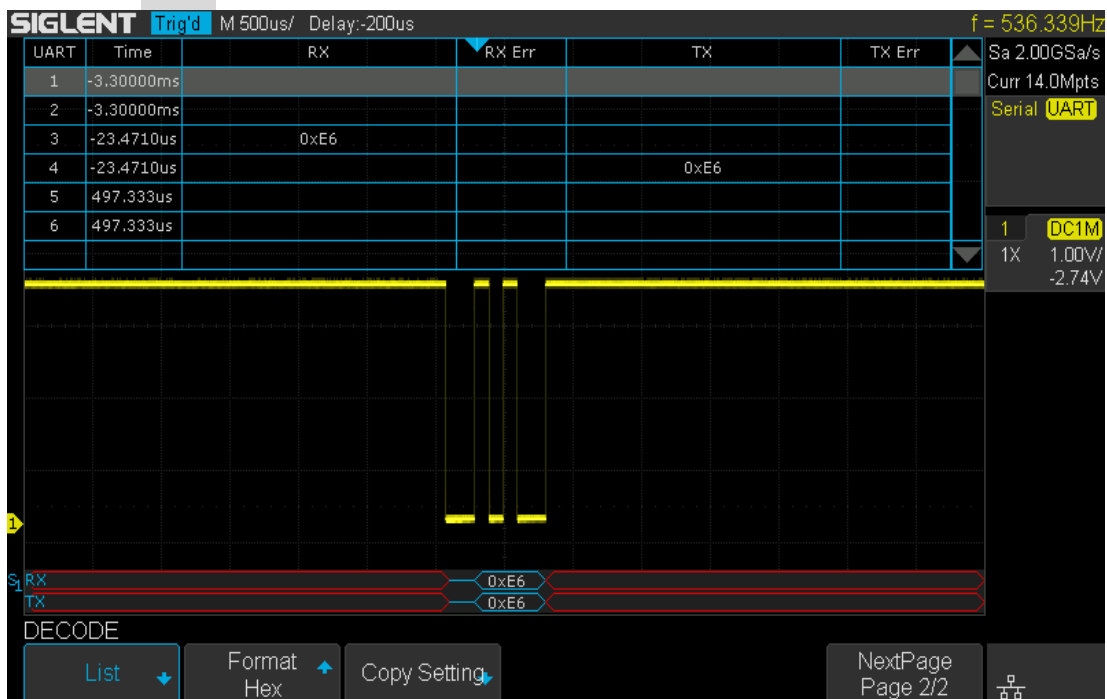 SIGLENT Trig'd M 500us/ Delay:-200us f = 536.339Hz
UART Time RX RX Err TX TX Err
Sa 2.00GSa/s
1 -3.30000ms
Curr 14.0Mpts
2 -3.30000ms
Serial UART
3 -23.4710us 0xE6
4 -23.4710us 0xE6
5 497.333us
6 497.333us
1 DC1M
1X 1.00V/
-2.74V
1
S1 RX 0xE6
TX 0xE6
DECODE
List
Format
Hex
Copy Setting
NextPage
Page 2/2